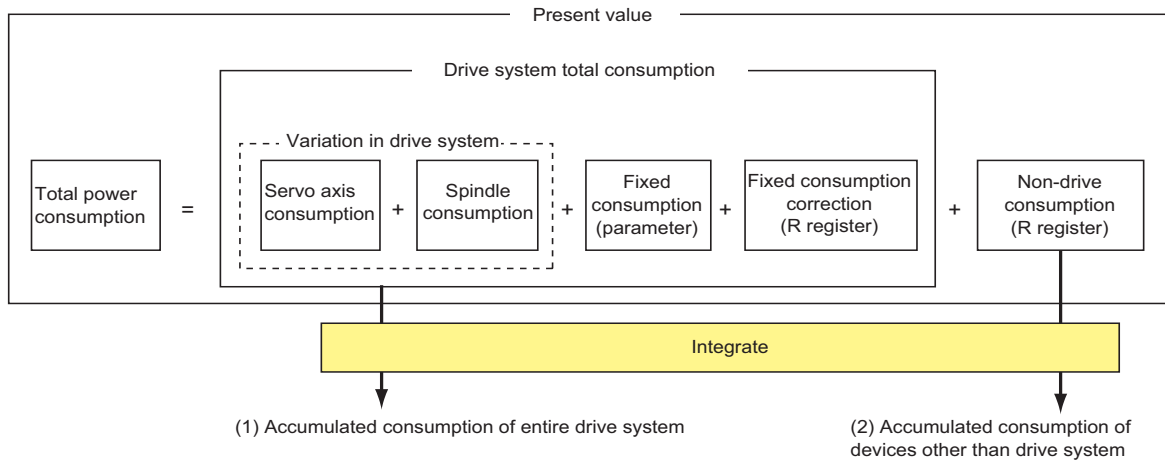 Present value
Drive system total consumption
Variation in drive system
Total power
consumption
=
Servo axis
consumption
+
Spindle
consumption
+
Fixed
consumption
(parameter)
+
Fixed consumption
correction
(R register)
+
Non-drive
consumption
(R register)
Integrate
(1) Accumulated consumption of entire drive system
(2) Accumulated consumption of
devices other than drive system